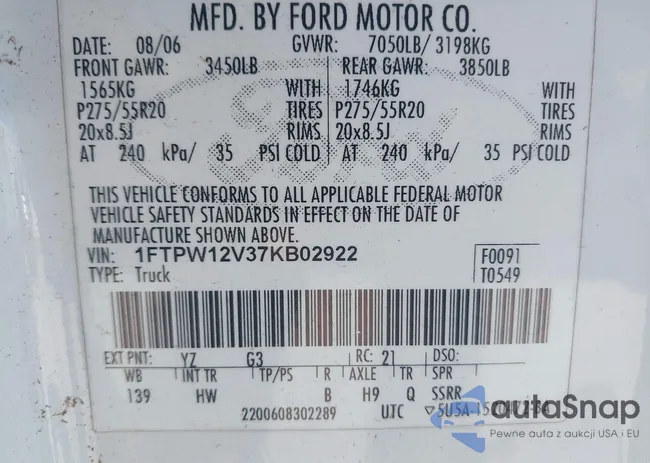 MFD. BY FORD MOTOR CO.
DATE: 08/06 GVWR: 7050LB/ 3198KG
FRONT GAWR: 3450LB REAR GAWR: 3850LB
1565KG WITH 1746KG WITH
P275/55R20 TIRES P275/55R20 TIRES
20x8.5J RIMS 20x8.5J RIMS
AT 240 kPa/ 35 PSI COLD AT 240 kPa/ 35 PSI COLD
THIS VEHICLE CONFORMS TO ALL APPLICABLE FEDERAL MOTOR
VEHICLE SAFETY STANDARDS IN EFFECT ON THE DATE OF
MANUFACTURE SHOWN ABOVE.
VIN: 1FTPW12V37KB02922 F0091
TYPE: Truck T0549
EXT PNT: YZ G3 RC: 21 DSO:
WB INT TR TP/PS R AXLE TR SPR
139 HW B H9 Q SSRR
2200608302289 UTC
autoSnap
Pewne auta z aukcji USA i EU